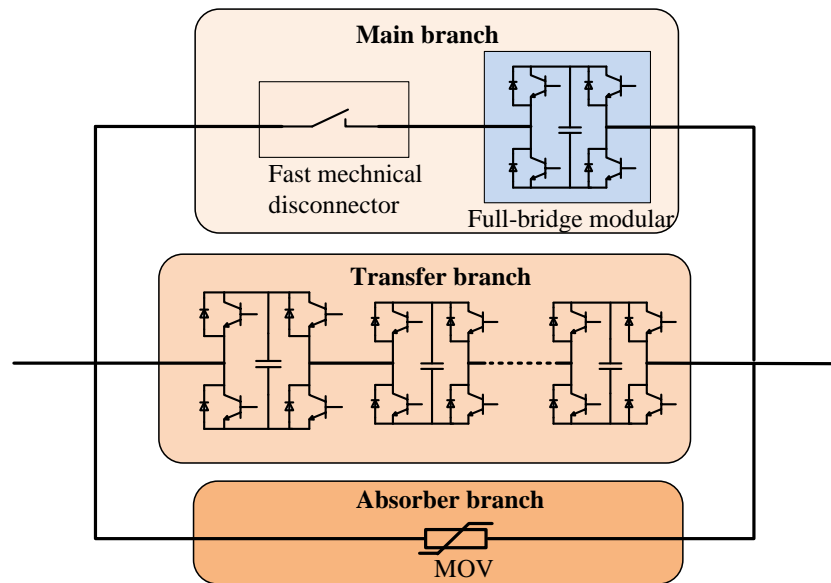 Main branch
Fast mechnical
disconnector
Full-bridge modular
Transfer branch
Absorber branch
MOV